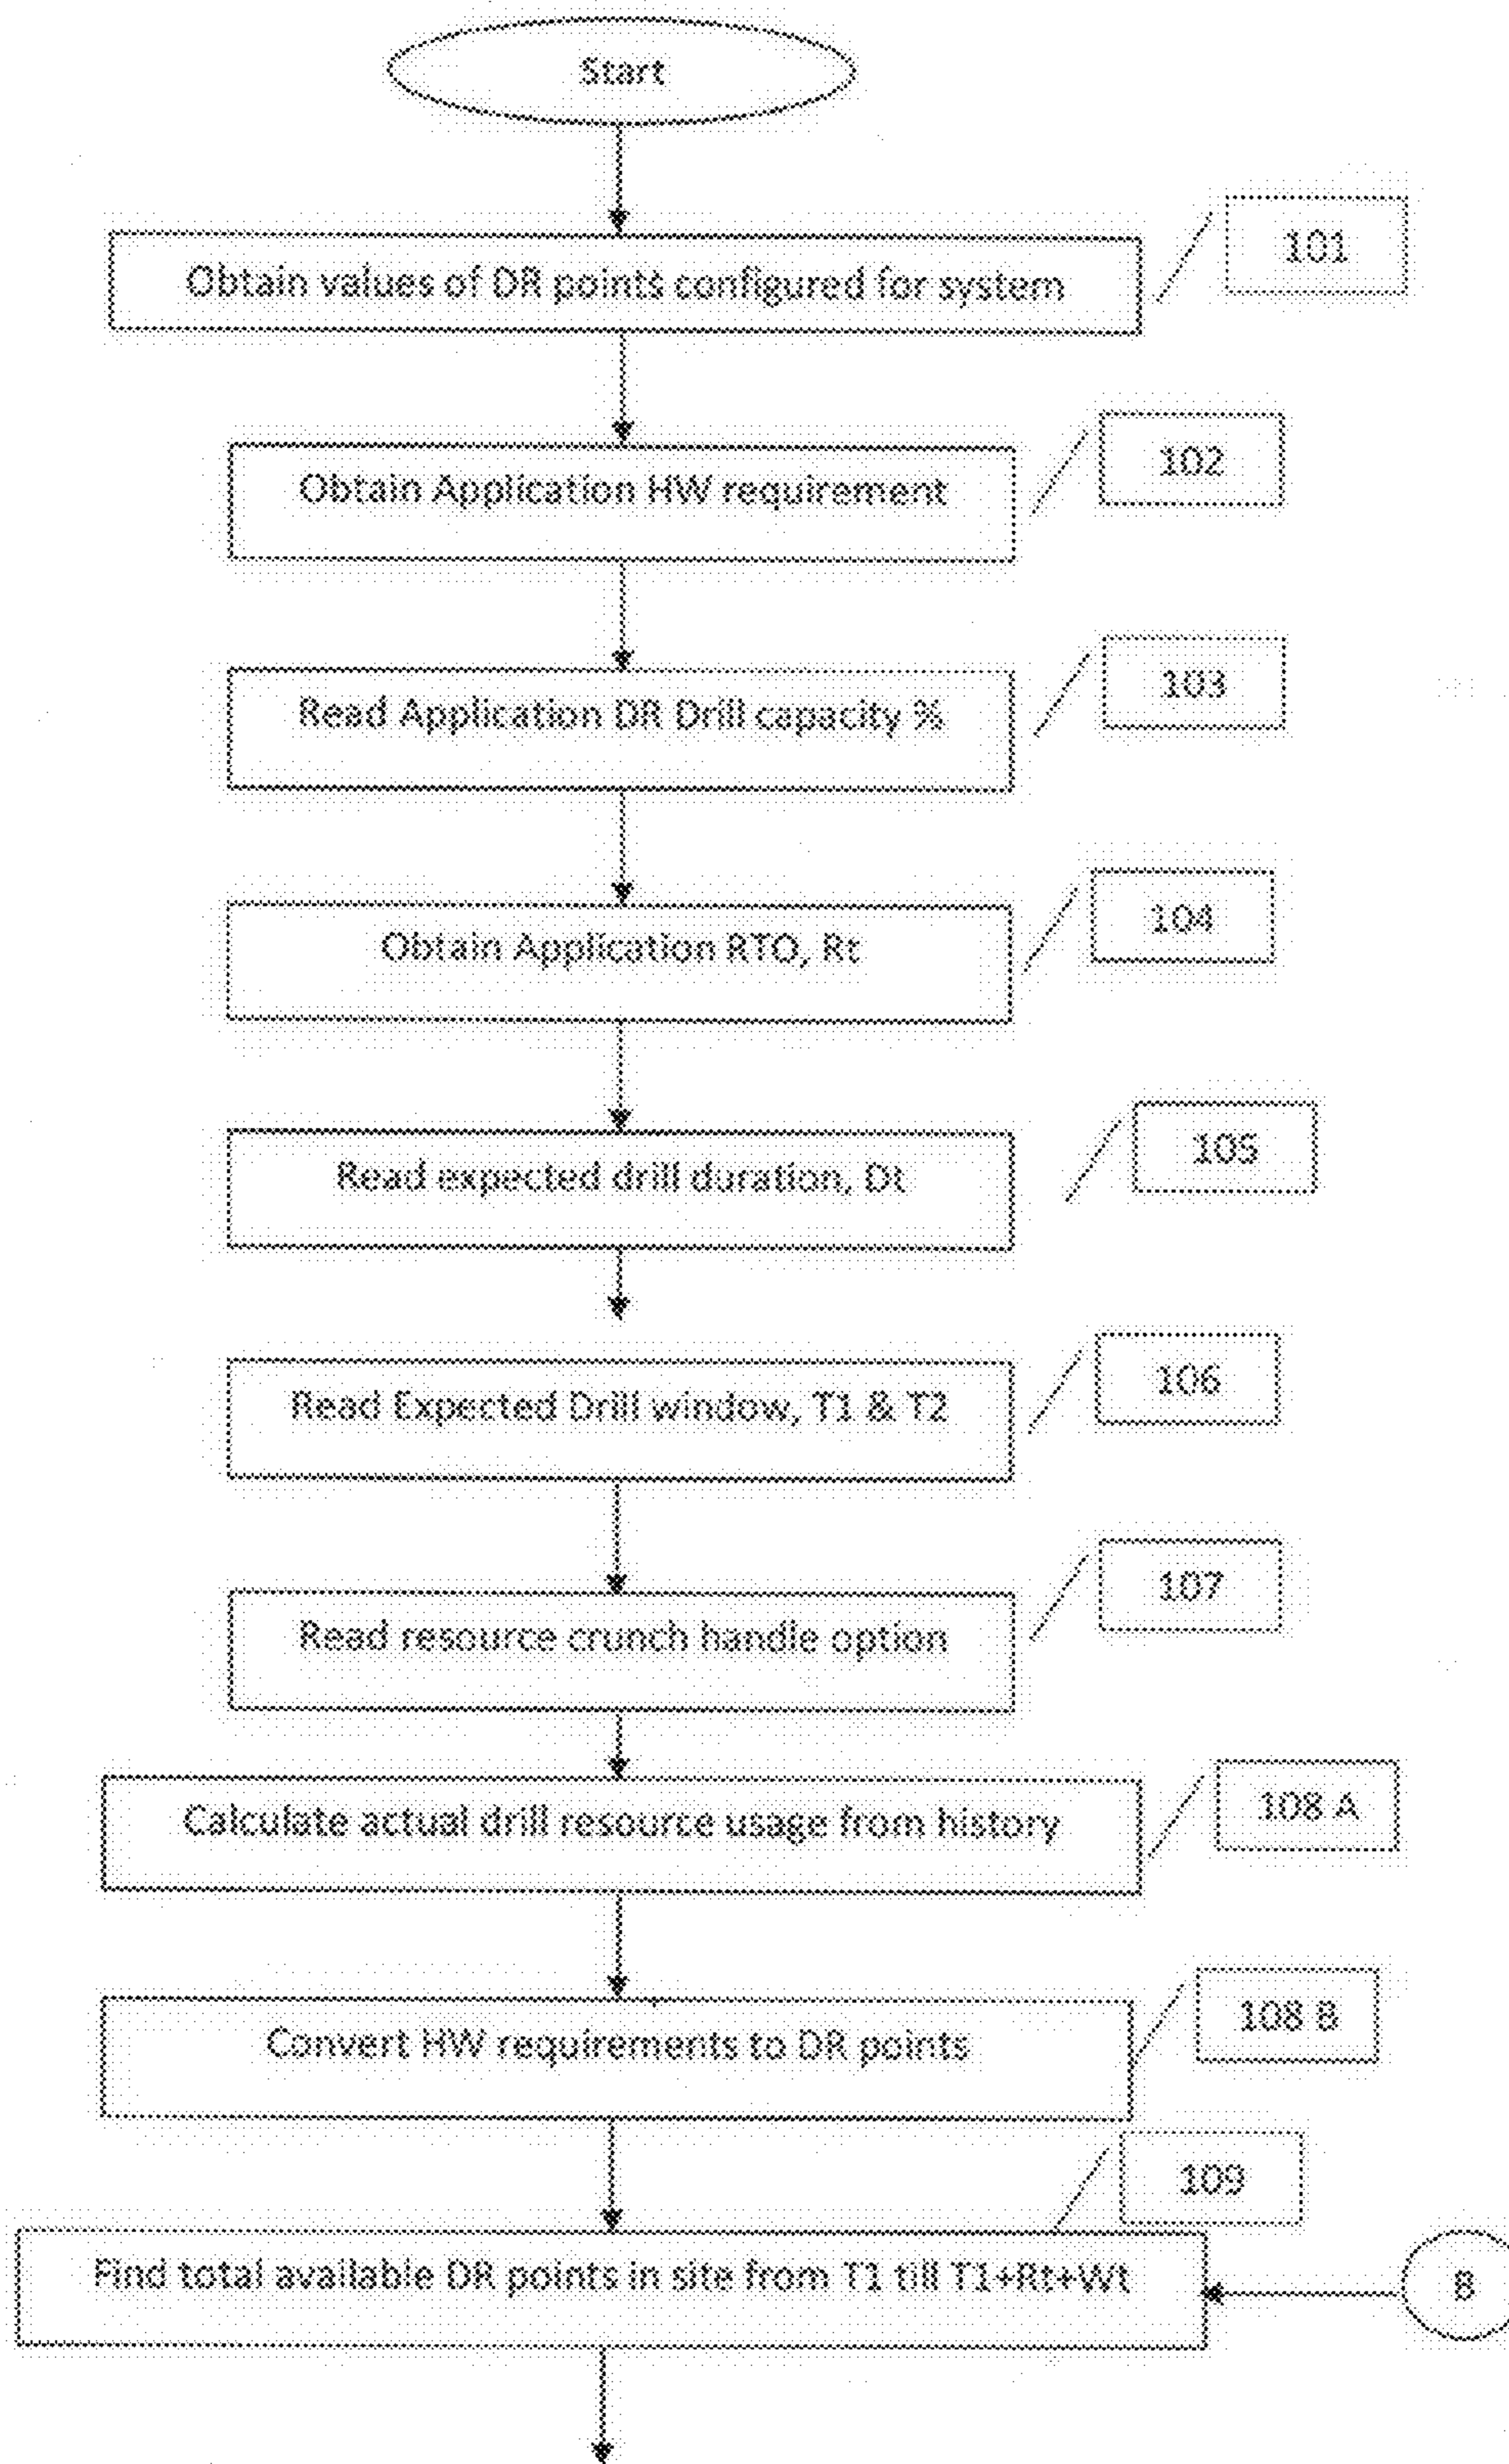 Start
Obtain values of DR points configured for system
101
Obtain Application HW requirement
102
Read Application DR Drill capacity %
103
Obtain Application RTO, Rt
104
Read expected drill duration, Dt
105
Read Expected Drill window, T1 & T2
106
Read resource crunch handle option
107
Calculate actual drill resource usage from history
108 A
Convert HW requirements to DR points
108 B
109
Find total available DR points in site from T1 till T1+Rt+Wt
B